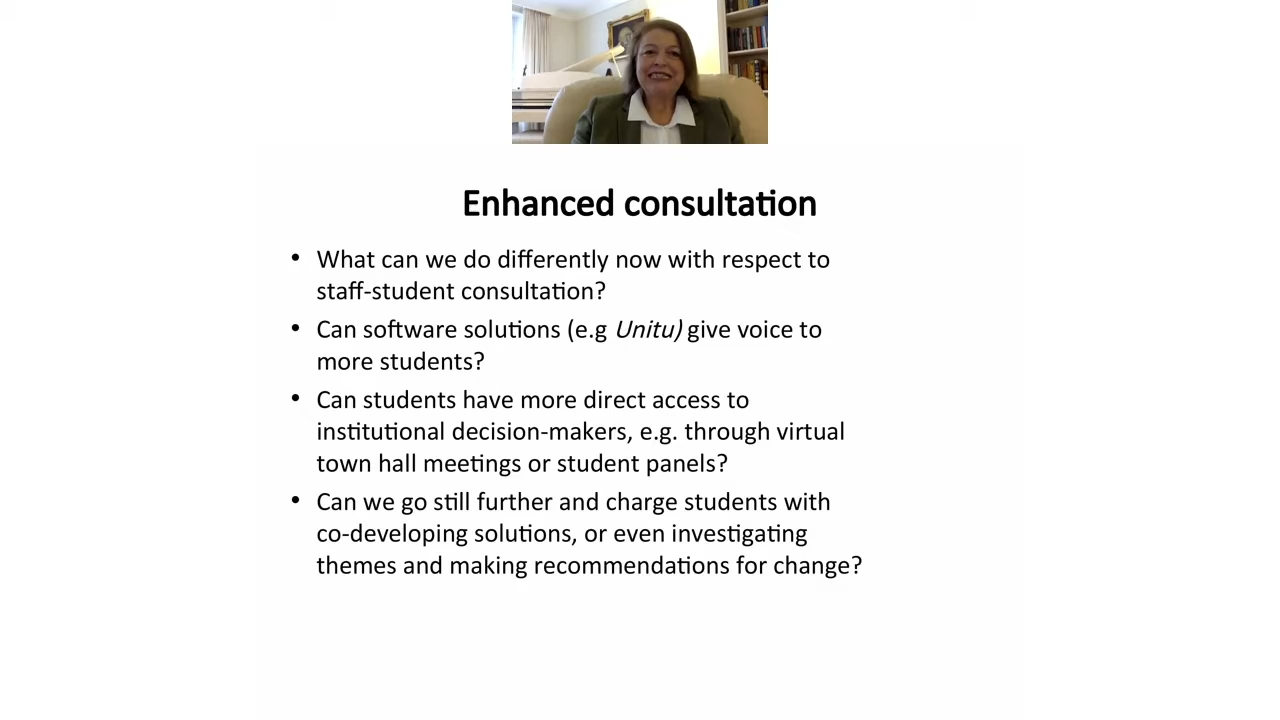 Enhanced consultation
• What can we do differently now with respect to
staff-student consultation?
• Can software solutions (e.g Unitu) give voice to
more students?
• Can students have more direct access to
institutional decision-makers, e.g. through virtual
town hall meetings or student panels?
• Can we go still further and charge students with
co-developing solutions, or even investigating
themes and making recommendations for change?